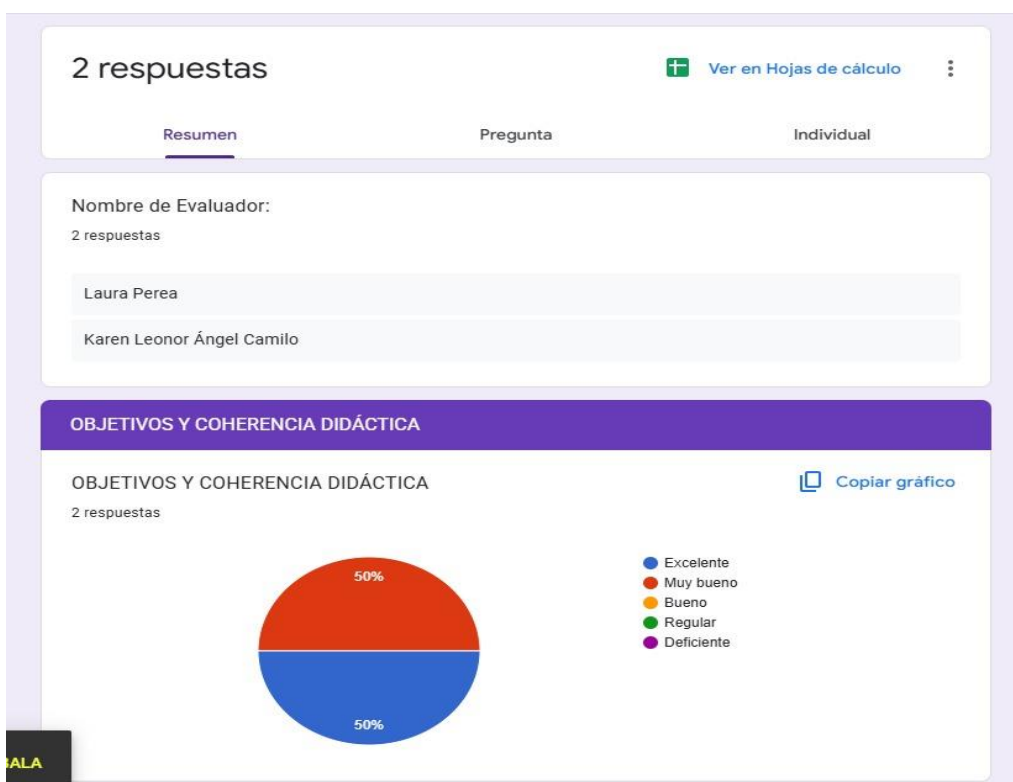 2 respuestas
Ver en Hojas de cálculo
Resumen
Pregunta
Individual
Nombre de Evaluador:
2 respuestas
Laura Perea
Karen Leonor Ángel Camilo
OBJETIVOS Y COHERENCIA DIDÁCTICA
OBJETIVOS Y COHERENCIA DIDÁCTICA
Copiar gráfico
2 respuestas
50%
50%
Excelente
Muy bueno
Bueno
Regular
Deficiente